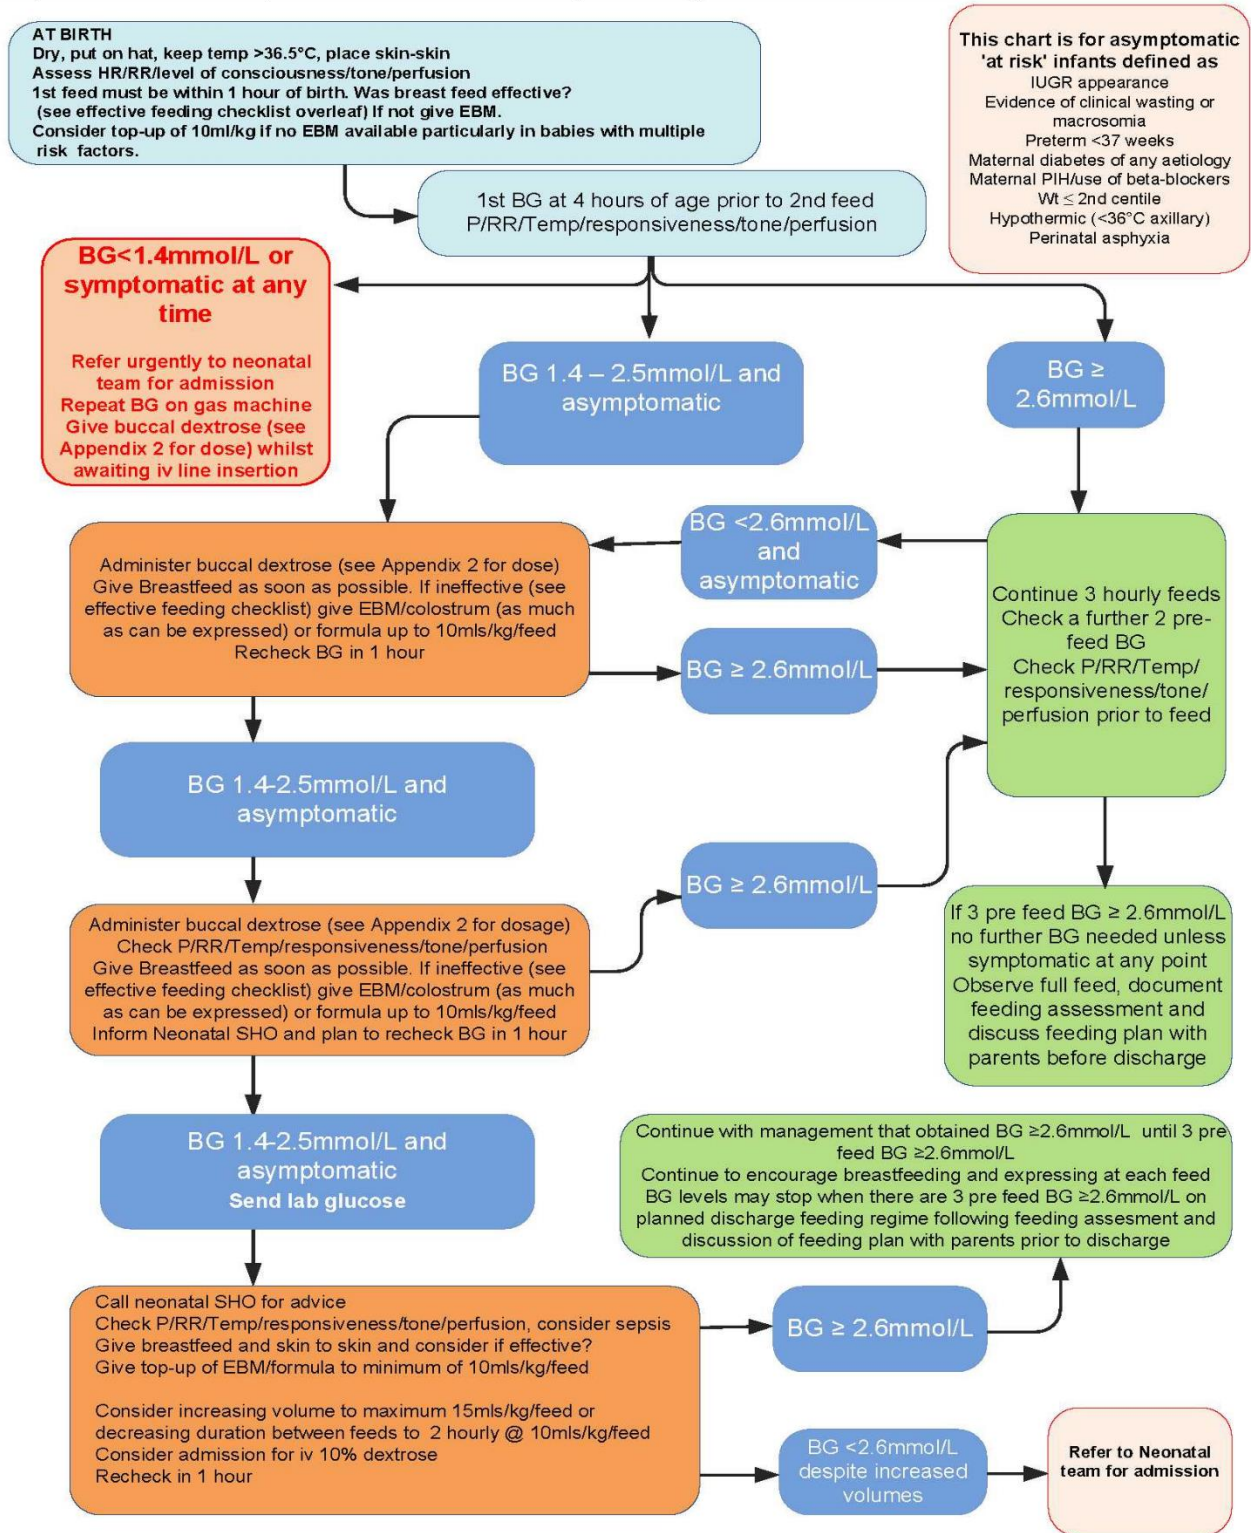 AT BIRTH
Dry, put on hat, keep temp >36.5°C, place skin-skin
Assess HR/RR/level of consciousness/tone/perfusion
1st feed must be within 1 hour of birth. Was breast feed effective?
(see effective feeding checklist overleaf) If not give EBM.
Consider top-up of 10ml/kg if no EBM available particularly in babies with multiple
risk factors.
This chart is for asymptomatic
'at risk' infants defined as
IUGR appearance
Evidence of clinical wasting or
macrosomia
Preterm <37 weeks
Maternal diabetes of any aetiology
Maternal PIH/use of beta-blockers
Wt ≤ 2nd centile
Hypothermic (<36°C axillary)
Perinatal asphyxia
1st BG at 4 hours of age prior to 2nd feed
P/RR/Temp/responsiveness/tone/perfusion
BG<1.4mmol/L or
symptomatic at any
time
Refer urgently to neonatal
team for admission
Repeat BG on gas machine
Give buccal dextrose (see
Appendix 2 for dose) whilst
awaiting iv line insertion
BG 1.4 – 2.5mmol/L and
asymptomatic
BG ≥
2.6mmol/L
Administer buccal dextrose (see Appendix 2 for dose)
Give Breastfeed as soon as possible. If ineffective (see
effective feeding checklist) give EBM/colostrum (as much
as can be expressed) or formula up to 10mls/kg/feed
Recheck BG in 1 hour
BG <2.6mmol/L
and
asymptomatic
BG ≥ 2.6mmol/L
Continue 3 hourly feeds
Check a further 2 pre-
feed BG
Check P/RR/Temp/
responsiveness/tone/
perfusion prior to feed
BG 1.4-2.5mmol/L and
asymptomatic
BG ≥ 2.6mmol/L
Administer buccal dextrose (see Appendix 2 for dosage)
Check P/RR/Temp/responsiveness/tone/perfusion
Give Breastfeed as soon as possible. If ineffective (see
effective feeding checklist) give EBM/colostrum (as much
as can be expressed) or formula up to 10mls/kg/feed
Inform Neonatal SHO and plan to recheck BG in 1 hour
If 3 pre feed BG ≥ 2.6mmol/L
no further BG needed unless
symptomatic at any point
Observe full feed, document
feeding assessment and
discuss feeding plan with
parents before discharge
BG 1.4-2.5mmol/L and
asymptomatic
Send lab glucose
Continue with management that obtained BG ≥2.6mmol/L until 3 pre
feed BG ≥2.6mmol/L
Continue to encourage breastfeeding and expressing at each feed
BG levels may stop when there are 3 pre feed BG ≥2.6mmol/L on
planned discharge feeding regime following feeding assesment and
discussion of feeding plan with parents prior to discharge
Call neonatal SHO for advice
Check P/RR/Temp/responsiveness/tone/perfusion, consider sepsis
Give breastfeed and skin to skin and consider if effective?
Give top-up of EBM/formula to minimum of 10mls/kg/feed
Consider increasing volume to maximum 15mls/kg/feed or
decreasing duration between feeds to 2 hourly @ 10mls/kg/feed
Consider admission for iv 10% dextrose
Recheck in 1 hour
BG ≥ 2.6mmol/L
BG <2.6mmol/L
despite increased
volumes
Refer to Neonatal
team for admission